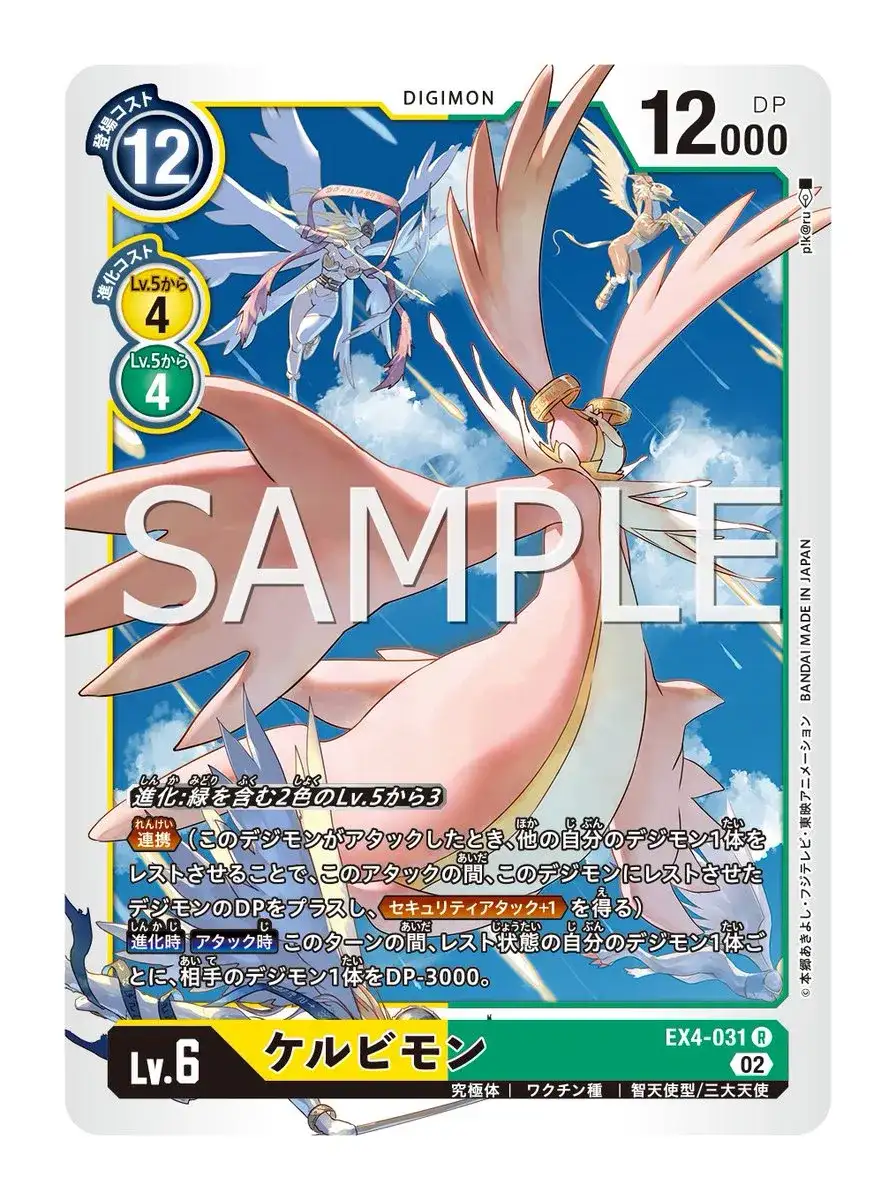 DIGIMON
登場コスト
12
12000
DP
進化コスト
Lv.5から
4
Lv.5から
4
p!k@ru
SAMPLE
進化:緑を含む2色のLv.5から3
連携 (このデジモンがアタックしたとき、他の自分のデジモン1体を
レストさせることで、このアタックの間、このデジモンにレストさせた
デジモンのDPをプラスし、セキュリティアタック+1 を得る)
進化時 アタック時 このターンの間、レスト状態の自分のデジモン1体ご
とに、相手のデジモン1体をDP-3000。
©本郷あきよし・フジテレビ・東映アニメーション BANDAI MADE IN JAPAN
Lv.6
ケルビモン
EX4-031 R
02
究極体 | ワクチン種 | 智天使型/三大天使